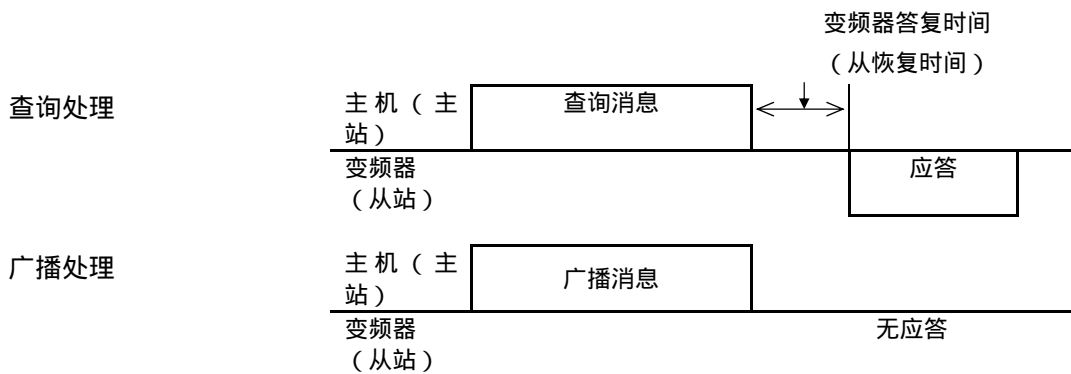 变频器答复时间
（从恢复时间）
查询处理
主机（主
站）
查询消息
变频器
（从站）
应答
广播处理
主机（主
站）
广播消息
变频器
（从站）
无应答